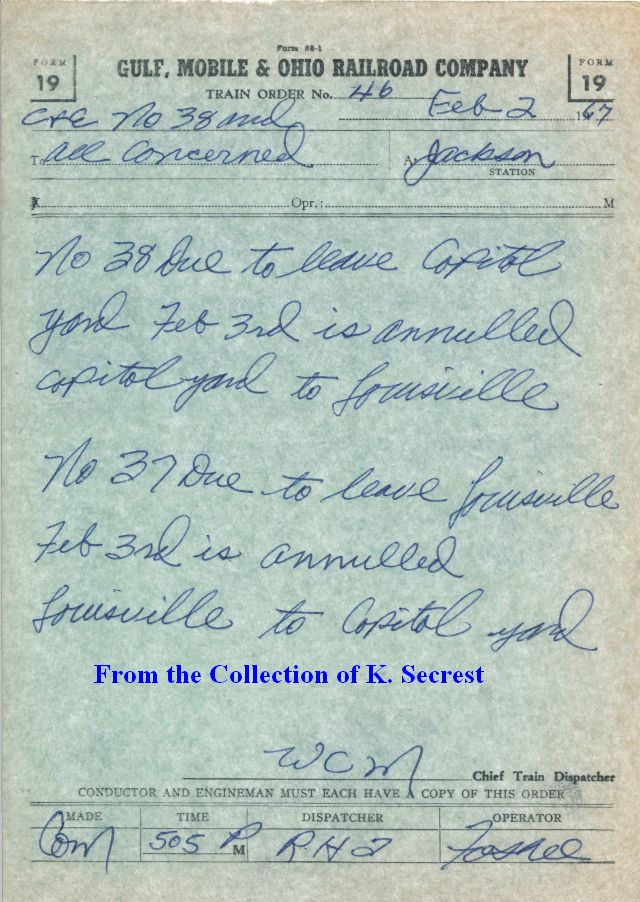 Form 88-1
FORM 19
GULF, MOBILE & OHIO RAILROAD COMPANY
FORM 19
TRAIN ORDER No. 46 Feb 2 1967
C+E No 38 and
To all Concerned At Jackson
STATION
X Opr.: M
No 38 Due to leave Capitol
yard Feb 3rd is annulled
capitol yard to Louisville
No 37 Due to leave Louisville
Feb 3rd is annulled
Louisville to Capitol yard
From the Collection of K. Secrest
WCM Chief Train Dispatcher
CONDUCTOR AND ENGINEMAN MUST EACH HAVE A COPY OF THIS ORDER
MADE TIME DISPATCHER OPERATOR
Com 505 P M